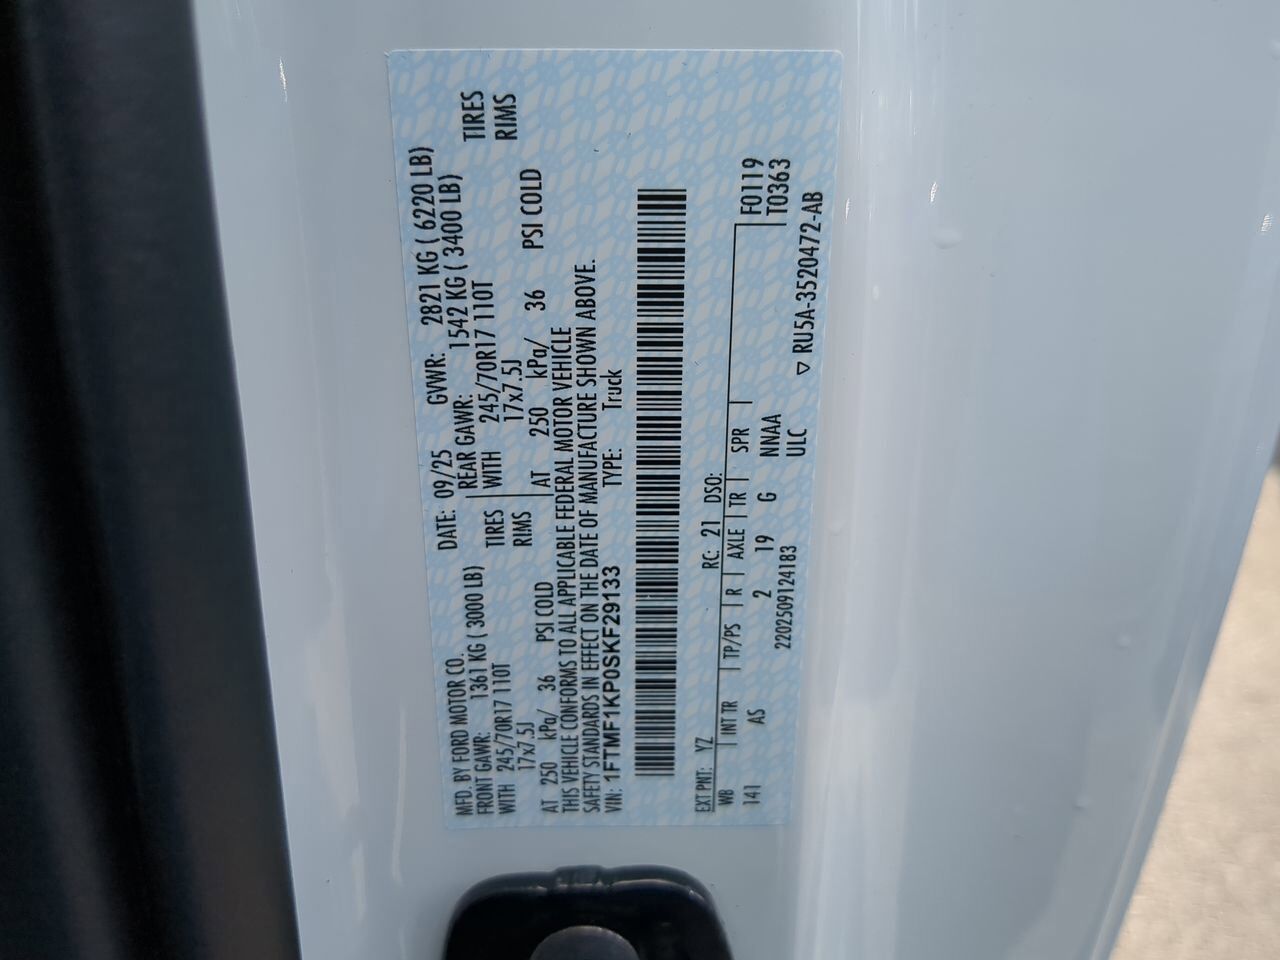 MFD. BY FORD MOTOR CO.
DATE: 09/25 GVWR: 2821 KG ( 6220 LB)
FRONT GAWR: 1361 KG ( 3000 LB)
REAR GAWR: 1542 KG ( 3400 LB)
WITH 245/70R17 110T TIRES
WITH 245/70R17 110T TIRES
17x7.5J RIMS
17x7.5J RIMS
AT 250 kPa/ 36 PSI COLD
AT 250 kPa/ 36 PSI COLD
THIS VEHICLE CONFORMS TO ALL APPLICABLE FEDERAL MOTOR VEHICLE
SAFETY STANDARDS IN EFFECT ON THE DATE OF MANUFACTURE SHOWN ABOVE.
VIN: 1FTMF1KP0SKF29133 TYPE: Truck
EXT PNT: YZ RC: 21 DSO: F0119
WB INT TR TP/PS R AXLE TR SPR T0363
141 AS 2 19 G NNAA
2202509124183 ULC ▽ RU5A-3520472-AB